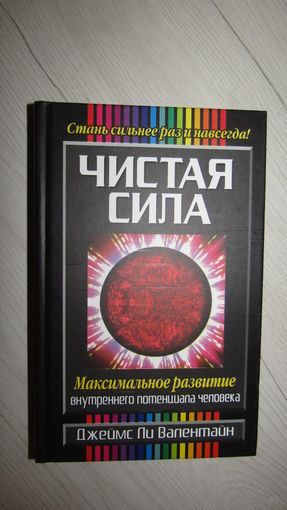 Стань сильнее раз и навсегда!
ЧИСТАЯ
СИЛА
Максимальное развитие
внутреннего потенциала человека
Джеймс Ли Валентайн